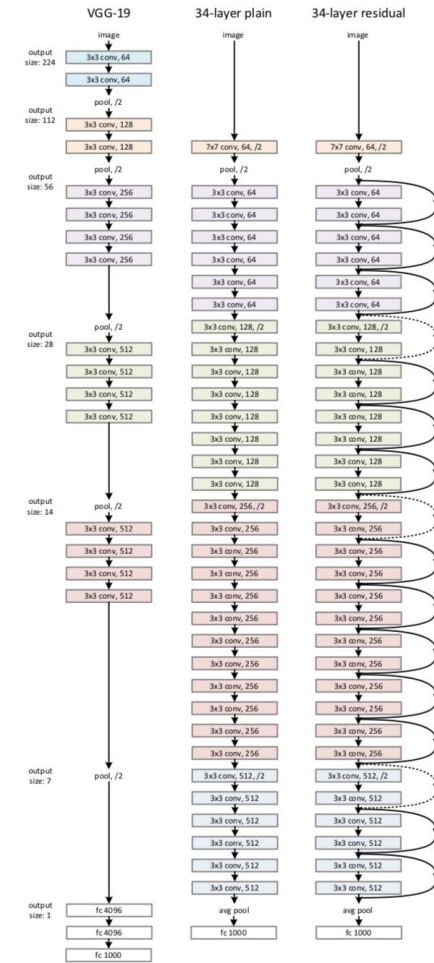 output
size: 224
output
size: 112
output
size: 56
output
size: 28
output
size: 14
output
size: 7
output
size: 1
VGG-19
image
3x3 conv, 64
3x3 conv, 64
pool, /2
3x3 conv, 128
3x3 conv, 128
pool, /2
3x3 conv, 256
3x3 conv, 256
3x3 conv, 256
3x3 conv, 256
pool, /2
3x3 conv, 512
3x3 conv, 512
3x3 conv, 512
3x3 conv, 512
pool, /2
3x3 conv, 512
3x3 conv, 512
3x3 conv, 512
3x3 conv, 512
pool, /2
fc 4096
fc 4096
fc 1000
34-layer plain
image
7x7 conv, 64, /2
pool, /2
3x3 conv, 64
3x3 conv, 64
3x3 conv, 64
3x3 conv, 64
3x3 conv, 64
3x3 conv, 64
3x3 conv, 128, /2
3x3 conv, 128
3x3 conv, 128
3x3 conv, 128
3x3 conv, 128
3x3 conv, 128
3x3 conv, 128
3x3 conv, 128
3x3 conv, 256, /2
3x3 conv, 256
3x3 conv, 256
3x3 conv, 256
3x3 conv, 256
3x3 conv, 256
3x3 conv, 256
3x3 conv, 256
3x3 conv, 256
3x3 conv, 256
3x3 conv, 256
3x3 conv, 256
3x3 conv, 512, /2
3x3 conv, 512
3x3 conv, 512
3x3 conv, 512
3x3 conv, 512
3x3 conv, 512
avg pool
fc 1000
34-layer residual
image
7x7 conv, 64, /2
pool, /2
3x3 conv, 64
3x3 conv, 64
3x3 conv, 64
3x3 conv, 64
3x3 conv, 64
3x3 conv, 64
3x3 conv, 128, /2
3x3 conv, 128
3x3 conv, 128
3x3 conv, 128
3x3 conv, 128
3x3 conv, 128
3x3 conv, 128
3x3 conv, 128
3x3 conv, 256, /2
3x3 conv, 256
3x3 conv, 256
3x3 conv, 256
3x3 conv, 256
3x3 conv, 256
3x3 conv, 256
3x3 conv, 256
3x3 conv, 256
3x3 conv, 256
3x3 conv, 256
3x3 conv, 256
3x3 conv, 512, /2
3x3 conv, 512
3x3 conv, 512
3x3 conv, 512
3x3 conv, 512
3x3 conv, 512
avg pool
fc 1000